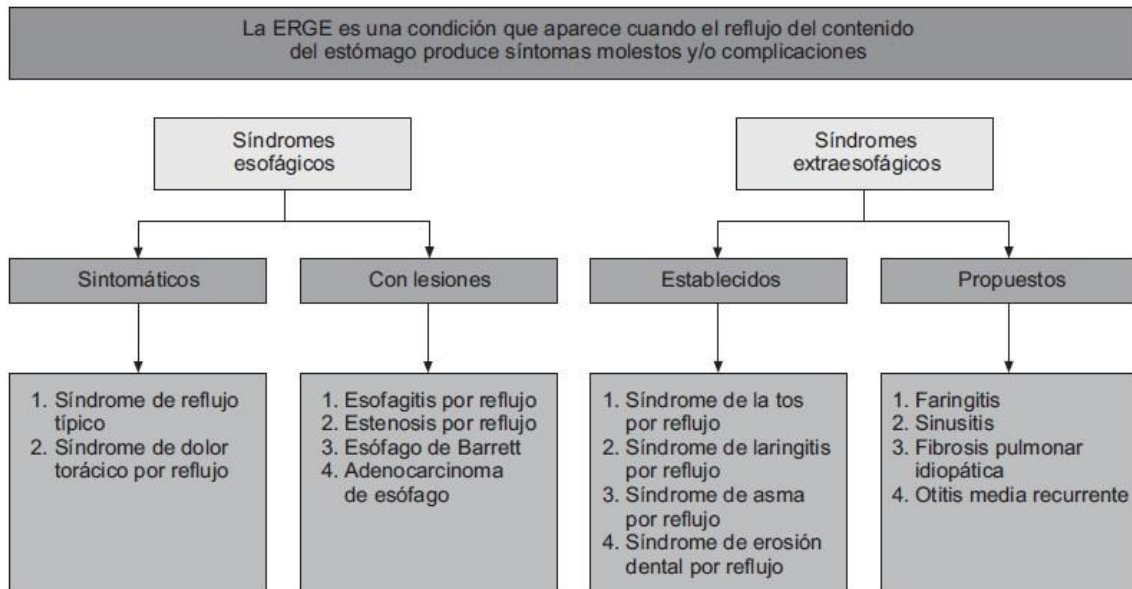 La ERGE es una condición que aparece cuando el reflujo del contenido
del estómago produce síntomas molestos y/o complicaciones
Síndromes
esofágicos
Síndromes
extraesofágicos
Sintomáticos
Con lesiones
Establecidos
Propuestos
1. Síndrome de reflujo
típico
2. Síndrome de dolor
torácico por reflujo
1. Esofagitis por reflujo
2. Estenosis por reflujo
3. Esófago de Barrett
4. Adenocarcinoma
de esófago
1. Síndrome de la tos
por reflujo
2. Síndrome de laringitis
por reflujo
3. Síndrome de asma
por reflujo
4. Síndrome de erosión
dental por reflujo
1. Faringitis
2. Sinusitis
3. Fibrosis pulmonar
idiopática
4. Otitis media recurrente